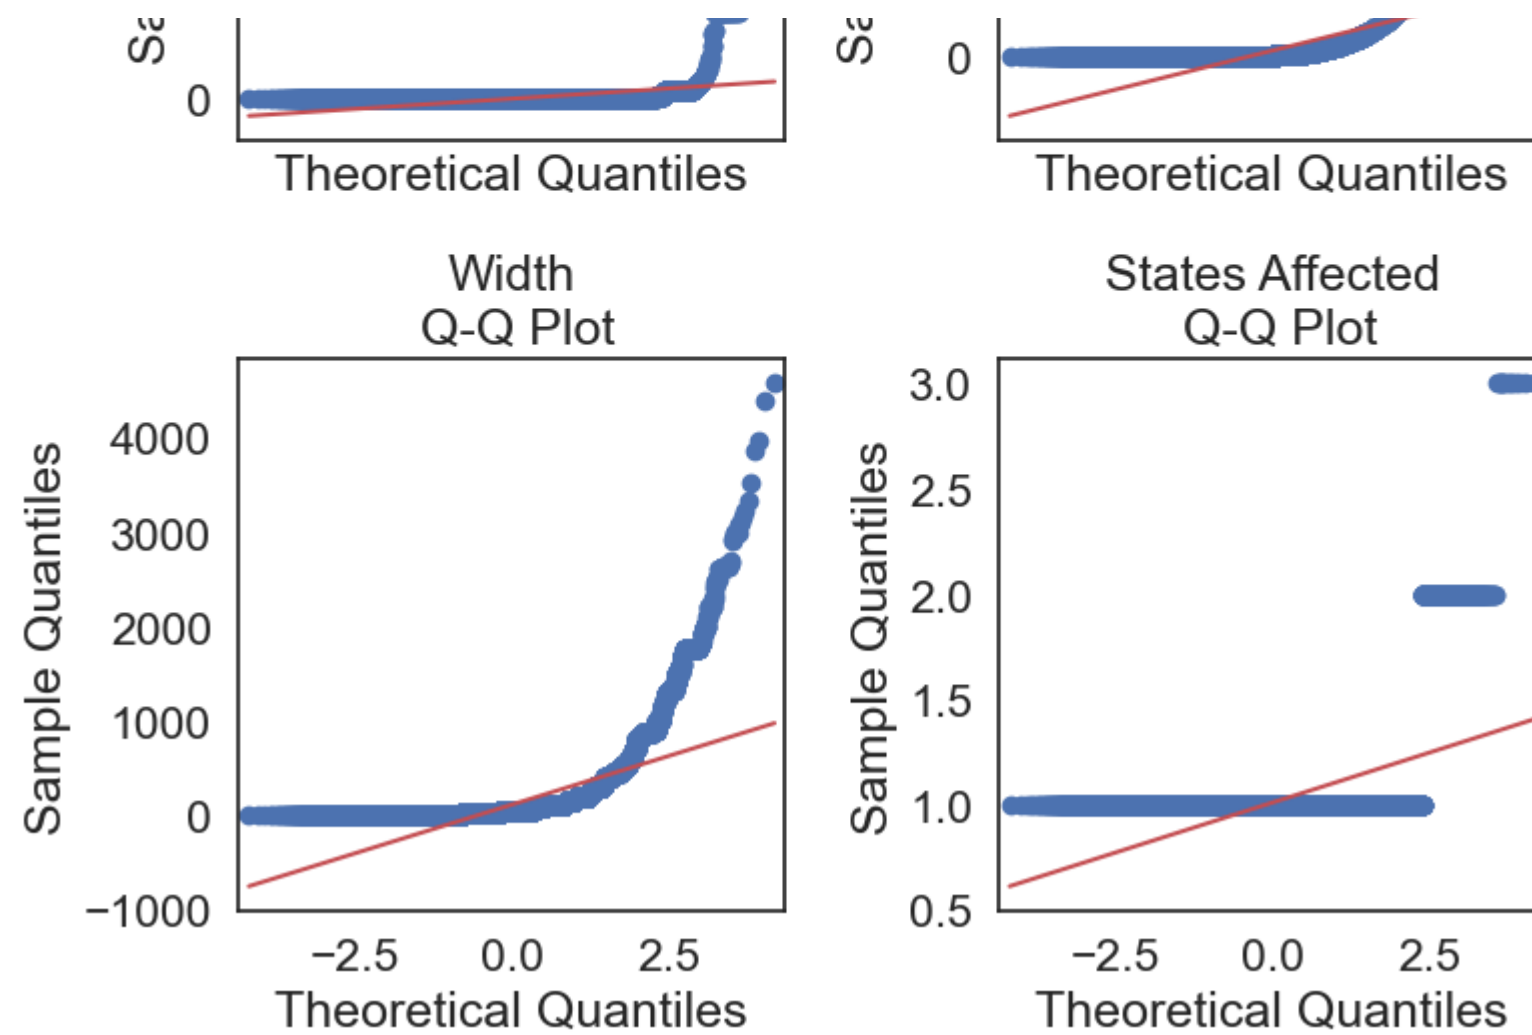 0
Theoretical Quantiles
0
Theoretical Quantiles
Width
Q-Q Plot
4000
3000
2000
1000
0
−1000
Sample Quantiles
−2.5 0.0 2.5
Theoretical Quantiles
States Affected
Q-Q Plot
3.0
2.5
2.0
1.5
1.0
0.5
Sample Quantiles
−2.5 0.0 2.5
Theoretical Quantiles